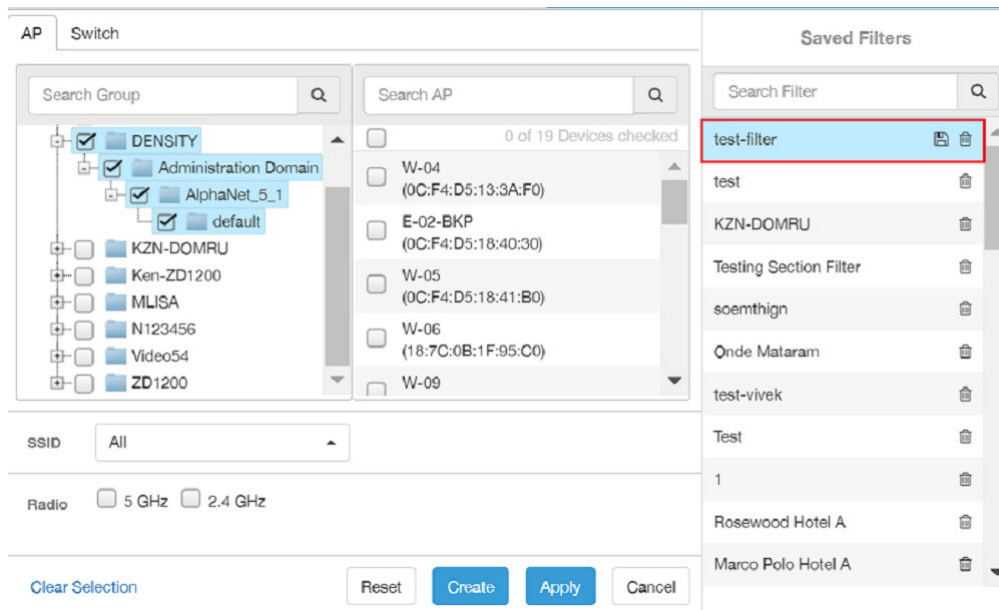 AP
Switch
Saved Filters
Search Group
Search AP
Search Filter
DENSITY
Administration Domain
AlphaNet_5_1
default
KZN-DOMRU
Ken-ZD1200
MLISA
N123456
Video54
ZD1200
0 of 19 Devices checked
W-04
(0C:F4:D5:13:3A:F0)
E-02-BKP
(0C:F4:D5:18:40:30)
W-05
(0C:F4:D5:18:41:B0)
W-06
(18:7C:0B:1F:95:C0)
W-09
test-filter
test
KZN-DOMRU
Testing Section Filter
soemthign
Onde Mataram
test-vivek
Test
1
Rosewood Hotel A
Marco Polo Hotel A
SSID
All
Radio
5 GHz
2.4 GHz
Clear Selection
Reset
Create
Apply
Cancel